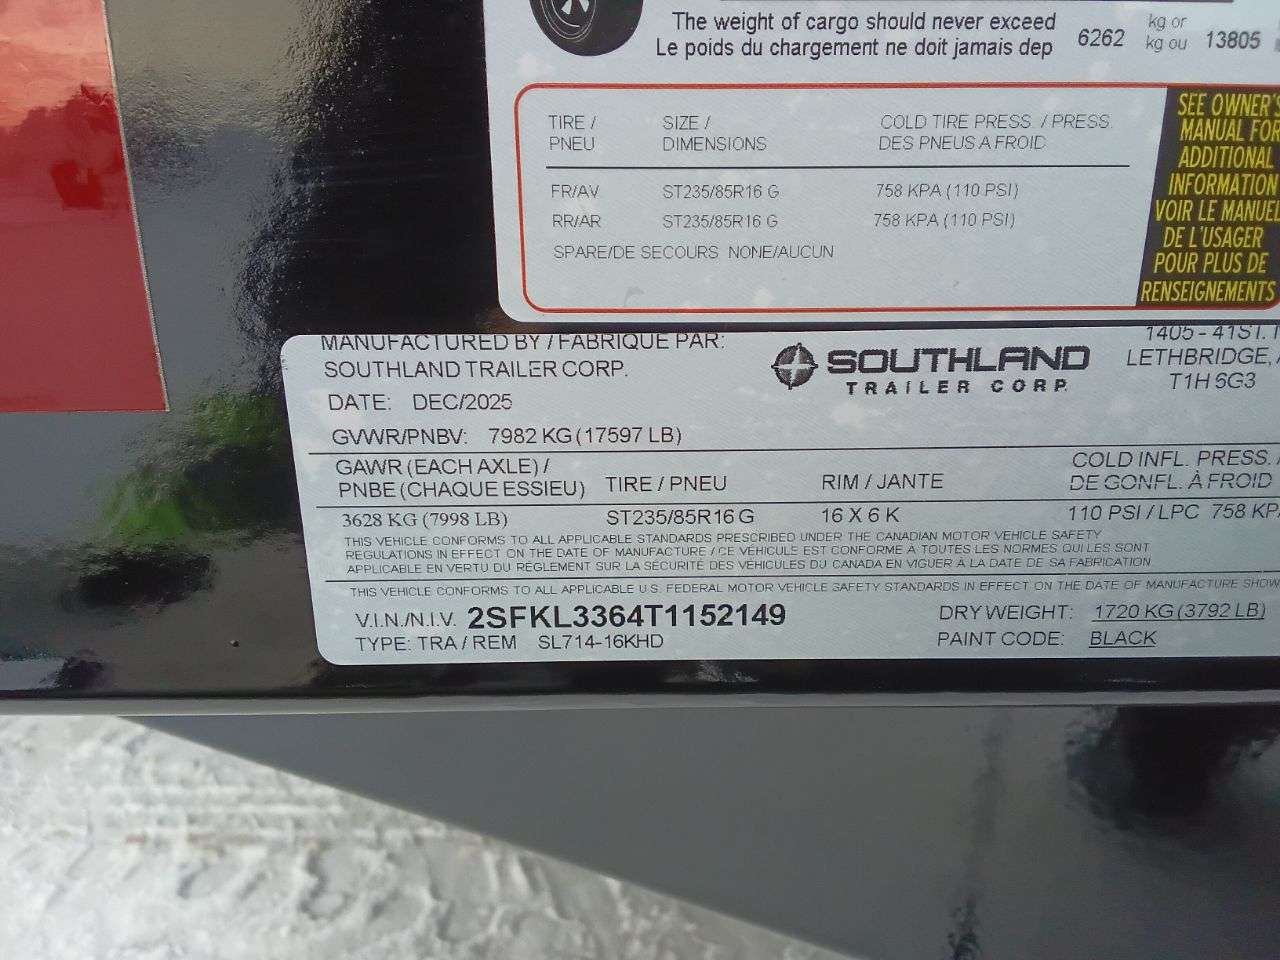 The weight of cargo should never exceed
Le poids du chargement ne doit jamais dep
6262 kg or 13805
kg ou
TIRE / SIZE / COLD TIRE PRESS. / PRESS.
PNEU DIMENSIONS DES PNEUS A FROID
FR/AV ST235/85R16 G 758 KPA (110 PSI)
RR/AR ST235/85R16 G 758 KPA (110 PSI)
SPARE/DE SECOURS NONE/AUCUN
SEE OWNER'S
MANUAL FOR
ADDITIONAL
INFORMATION
VOIR LE MANUEL
DE L'USAGER
POUR PLUS DE
RENSEIGNEMENTS
MANUFACTURED BY / FABRIQUE PAR:
SOUTHLAND TRAILER CORP.
SOUTHLAND
TRAILER CORP.
1405 - 41ST.
LETHBRIDGE,
T1H 6G3
DATE: DEC/2025
GVWR/PNBV: 7982 KG (17597 LB)
GAWR (EACH AXLE) /
PNBE (CHAQUE ESSIEU) TIRE / PNEU RIM / JANTE
COLD INFL. PRESS. /
DE GONFL. À FROID
3628 KG (7998 LB) ST235/85R16 G 16 X 6 K 110 PSI / LPC 758 KP
THIS VEHICLE CONFORMS TO ALL APPLICABLE STANDARDS PRESCRIBED UNDER THE CANADIAN MOTOR VEHICLE SAFETY
REGULATIONS IN EFFECT ON THE DATE OF MANUFACTURE / CE VÉHICULE EST CONFORME À TOUTES LES NORMES QUI LES SONT
APPLICABLE EN VERTU DU RÈGLEMENT SUR LA SÉCURITÉ DES VÉHICULES DU CANADA EN VIGUER À LA DATE DE SA FABRICATION
THIS VEHICLE CONFORMS TO ALL APPLICABLE U.S. FEDERAL MOTOR VEHICLE SAFETY STANDARDS IN EFFECT ON THE DATE OF MANUFACTURE SHOW
V.I.N./N.I.V. 2SFKL3364T1152149 DRY WEIGHT: 1720 KG (3792 LB)
TYPE: TRA / REM SL714-16KHD PAINT CODE: BLACK